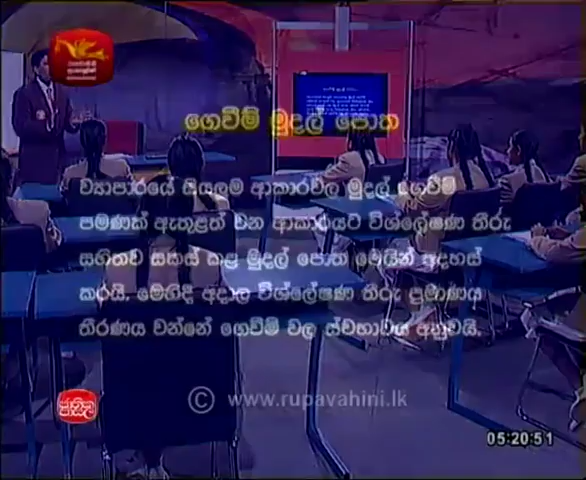 ගෙවීම් මුදල් පොත
ව්‍යාපාරයේ සියලුම ආකාරවල මුදල් ගෙවීම්
පමණක් ඇතුළත් වන ආකාරයට විශ්ලේෂණ තීරු
සහිතව සකස් කළ මුදල් පොත මෙයින් අදහස්
කරයි. මෙහිදී අදාල විශ්ලේෂණ තීරු ප්‍රමාණය
තීරණය වන්නේ ගෙවීම් වල ස්වභාවය අනුවයි.
© www.rupavahini.lk
05:20:51